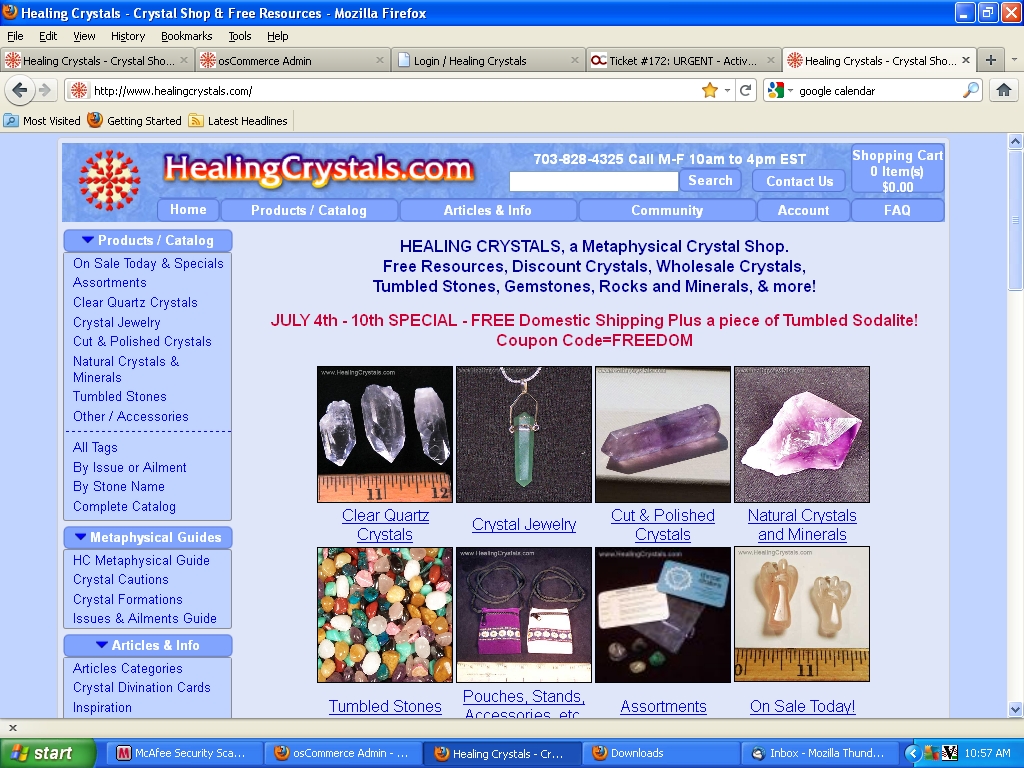 Healing Crystals - Crystal Shop & Free Resources - Mozilla Firefox
File Edit View History Bookmarks Tools Help
Healing Crystals - Crystal Sho... osCommerce Admin Login / Healing Crystals Ticket #172: URGENT - Activ... Healing Crystals - Crystal Sho...
http://www.healingcrystals.com/ google calendar
Most Visited Getting Started Latest Headlines
HealingCrystals.com
703-828-4325 Call M-F 10am to 4pm EST
Search Contact Us
Shopping Cart
0 Item(s)
$0.00
Home Products / Catalog Articles & Info Community Account FAQ
Products / Catalog
On Sale Today & Specials
Assortments
Clear Quartz Crystals
Crystal Jewelry
Cut & Polished Crystals
Natural Crystals &
Minerals
Tumbled Stones
Other / Accessories
All Tags
By Issue or Ailment
By Stone Name
Complete Catalog
Metaphysical Guides
HC Metaphysical Guide
Crystal Cautions
Crystal Formations
Issues & Ailments Guide
Articles & Info
Articles Categories
Crystal Divination Cards
Inspiration
HEALING CRYSTALS, a Metaphysical Crystal Shop.
Free Resources, Discount Crystals, Wholesale Crystals,
Tumbled Stones, Gemstones, Rocks and Minerals, & more!
JULY 4th - 10th SPECIAL - FREE Domestic Shipping Plus a piece of Tumbled Sodalite!
Coupon Code=FREEDOM
www.HealingCrystals.com
11 12
Clear Quartz
Crystals
Crystal Jewelry
Cut & Polished
Crystals
Natural Crystals
and Minerals
www.HealingCrystals.com
www.HealingCrystals.com
0 11
Tumbled Stones
Pouches, Stands,
Accessories, etc.
Assortments
On Sale Today!
start McAfee Security Sca... osCommerce Admin - ... Healing Crystals - Cr... Downloads Inbox - Mozilla Thund... 10:57 AM